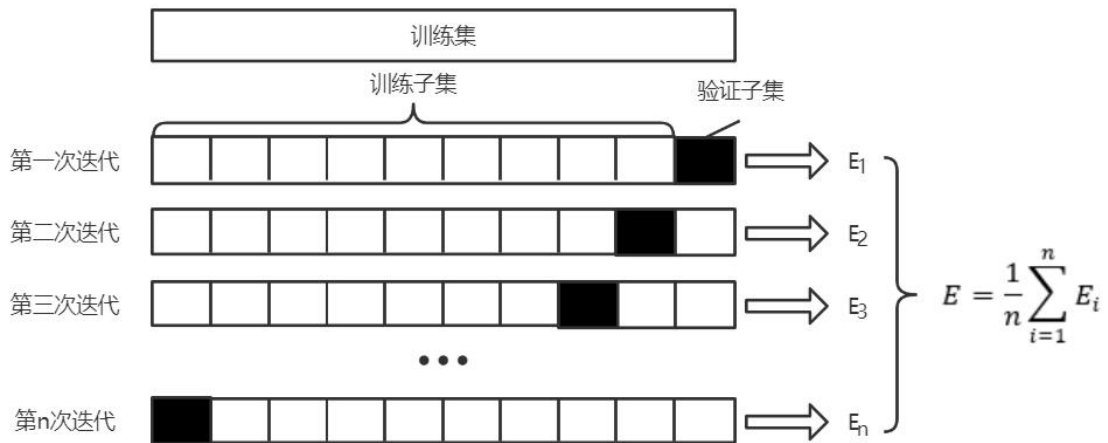 训练集
训练子集
验证子集
第一次迭代
E₁
第二次迭代
E₂
第三次迭代
E₃
E = \frac{1}{n} \sum_{i=1}^{n} E_i
•••
第n次迭代
Eₙ